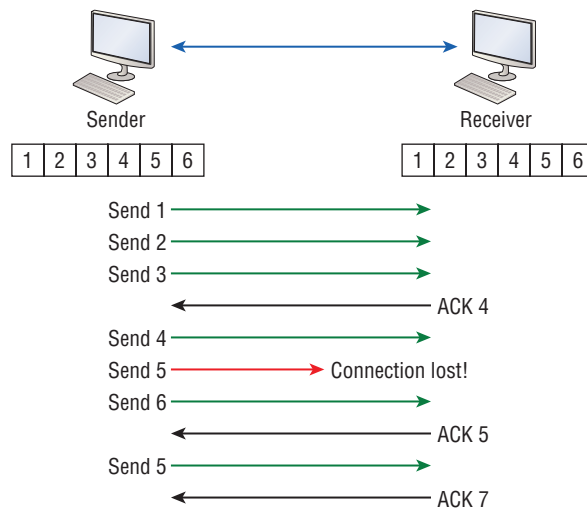 Sender Receiver
1 2 3 4 5 6 1 2 3 4 5 6
Send 1
Send 2
Send 3
ACK 4
Send 4
Send 5 Connection lost!
Send 6
ACK 5
Send 5
ACK 7